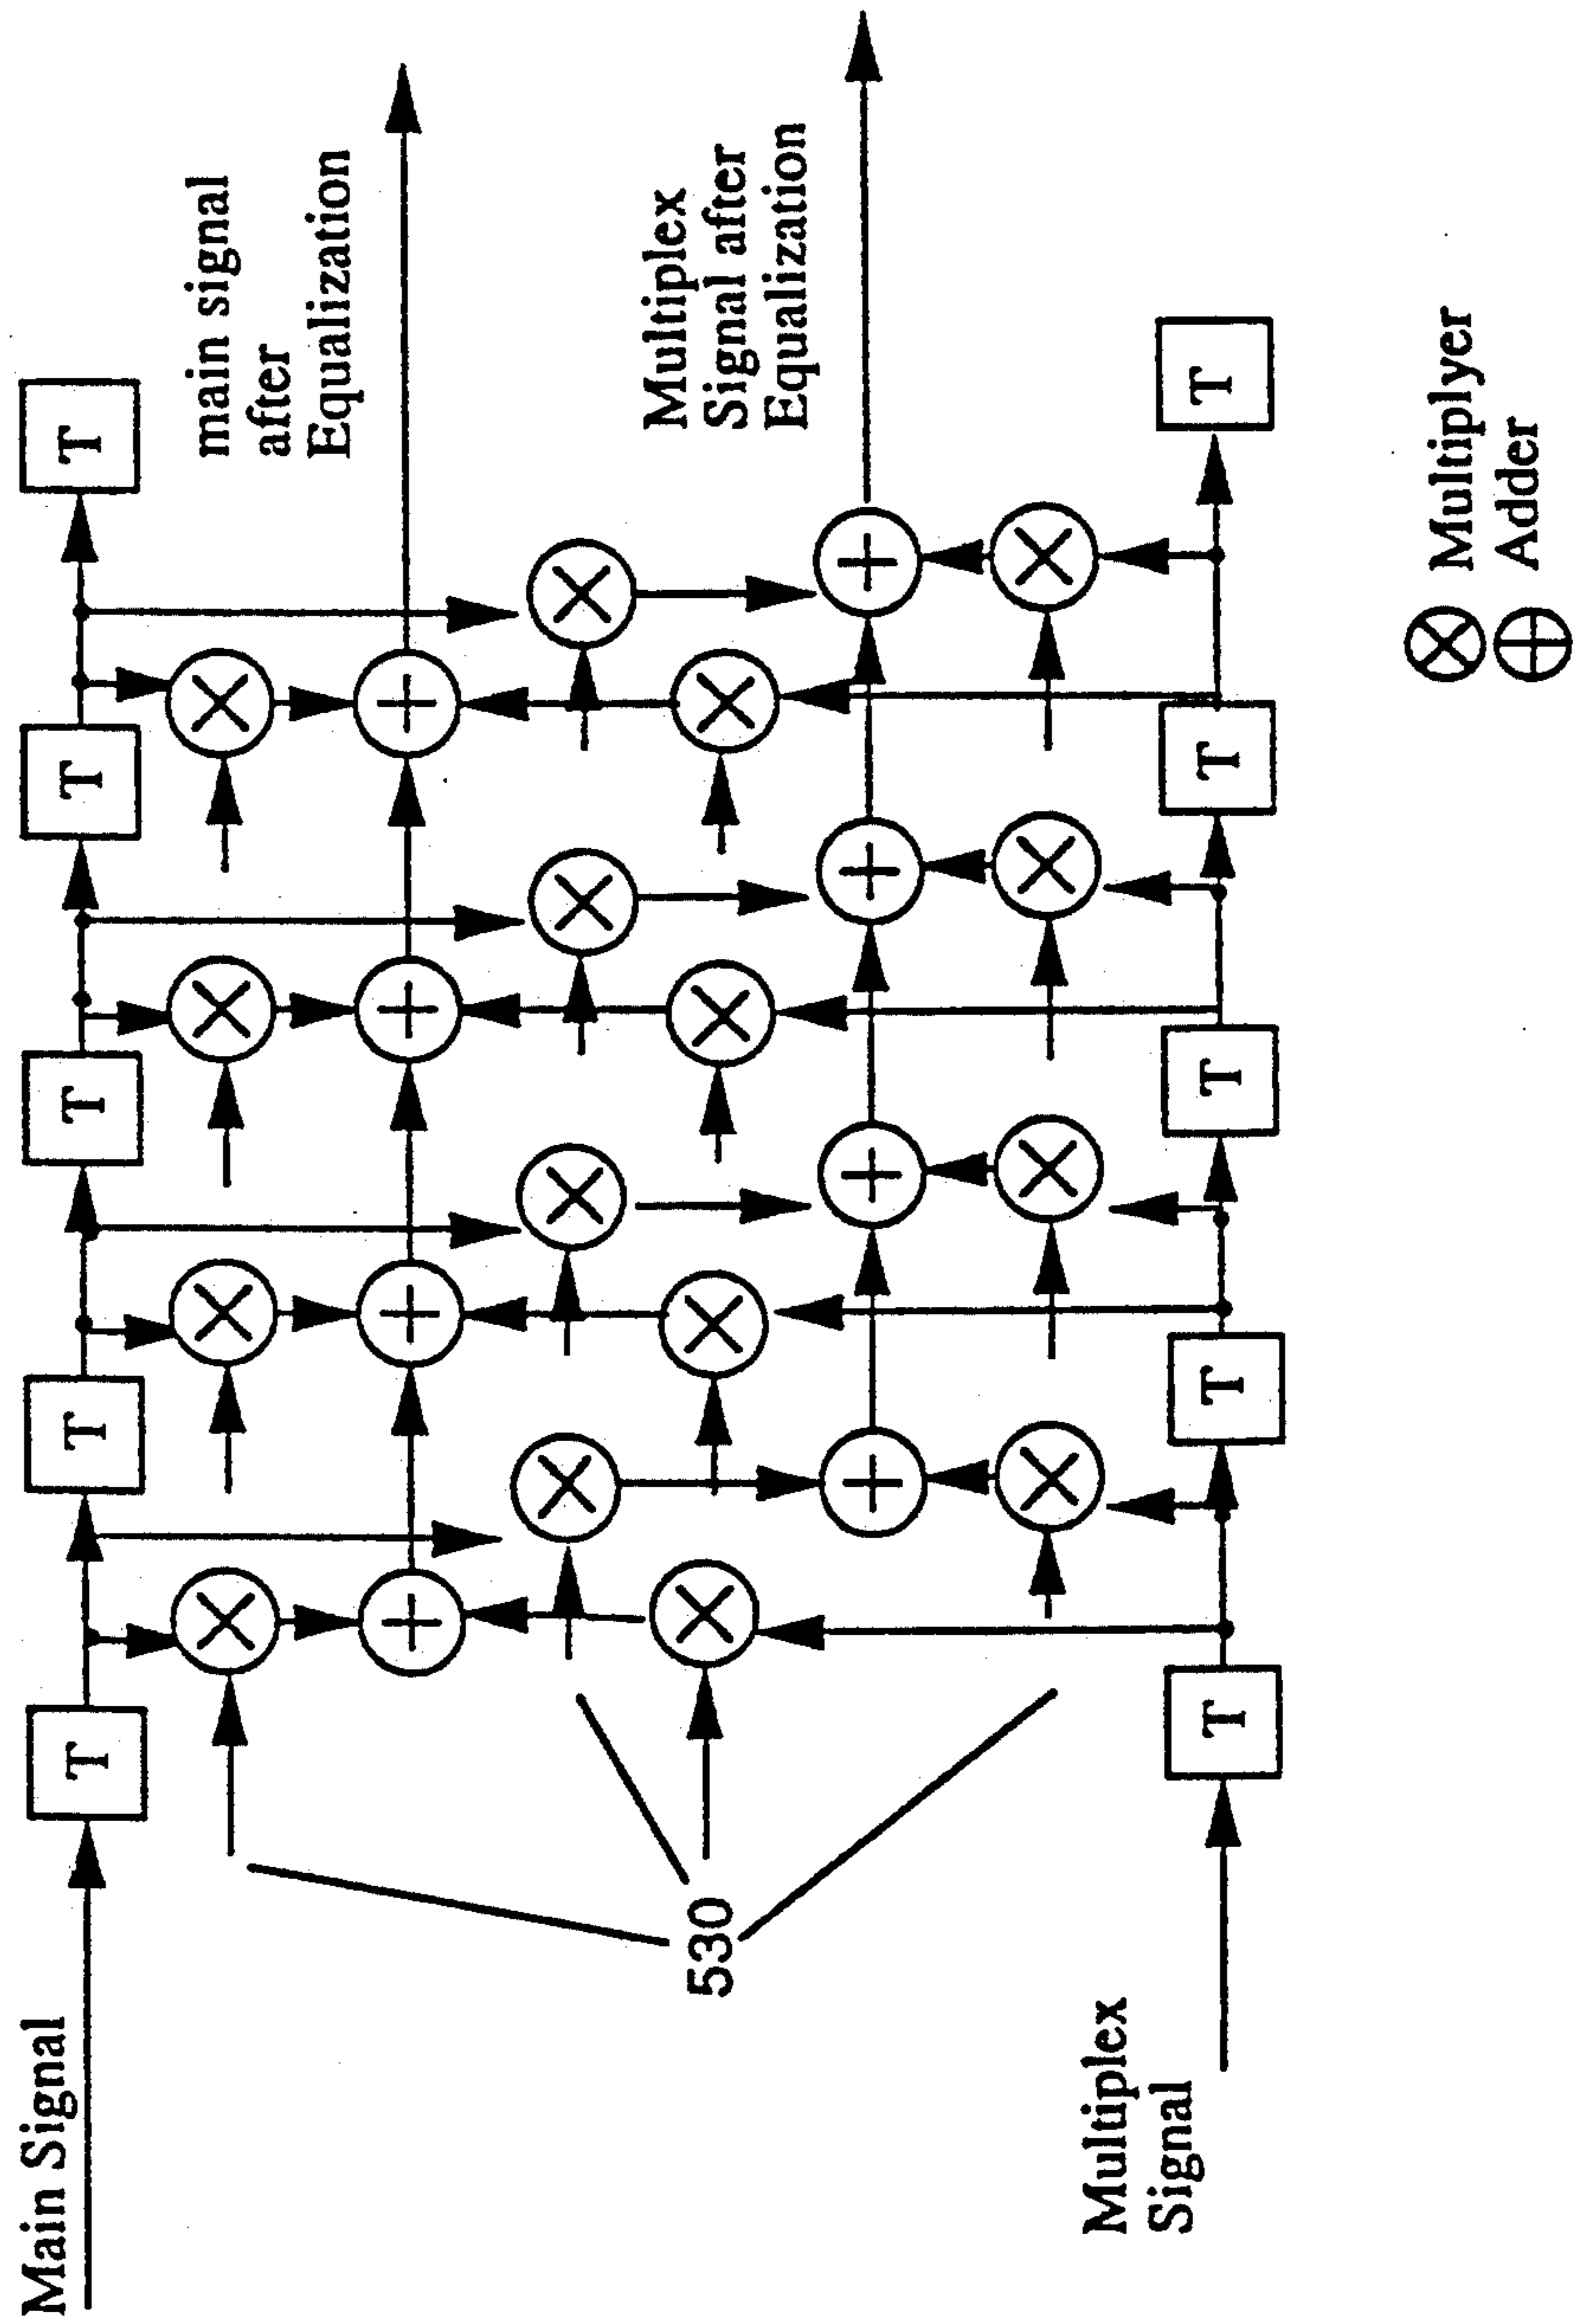 Main Signal
T
T
T
T
T
main signal
after
Equalization
530
Multiplex
Signal after
Equalization
Multiplex
Signal
T
T
T
T
T
Multiplyer
Adder